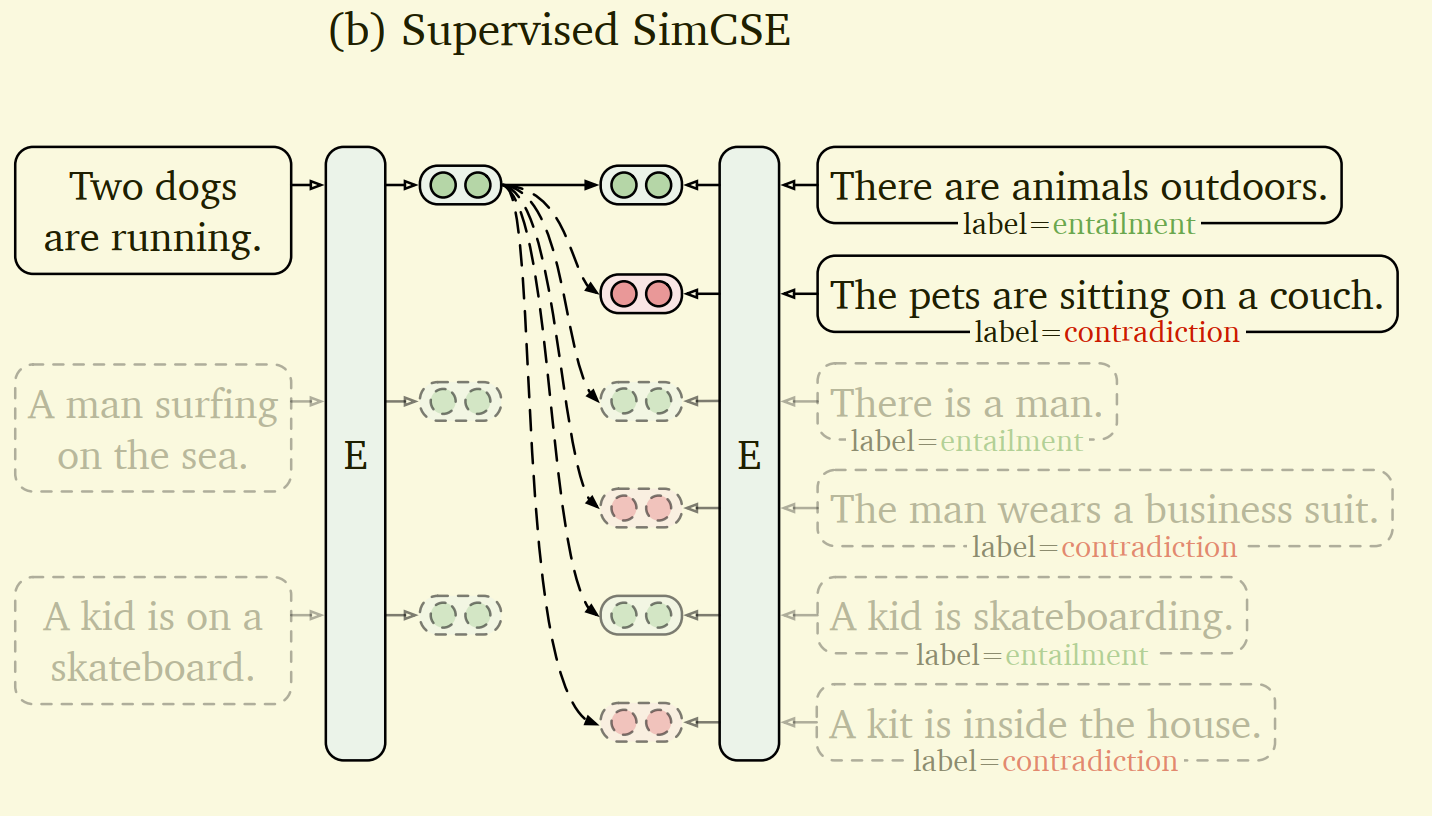 (b) Supervised SimCSE
Two dogs
are running.
E
E
There are animals outdoors.
label=entailment
The pets are sitting on a couch.
label=contradiction
A man surfing
on the sea.
There is a man.
label=entailment
The man wears a business suit.
label=contradiction
A kid is on a
skateboard.
A kid is skateboarding.
label=entailment
A kit is inside the house.
label=contradiction